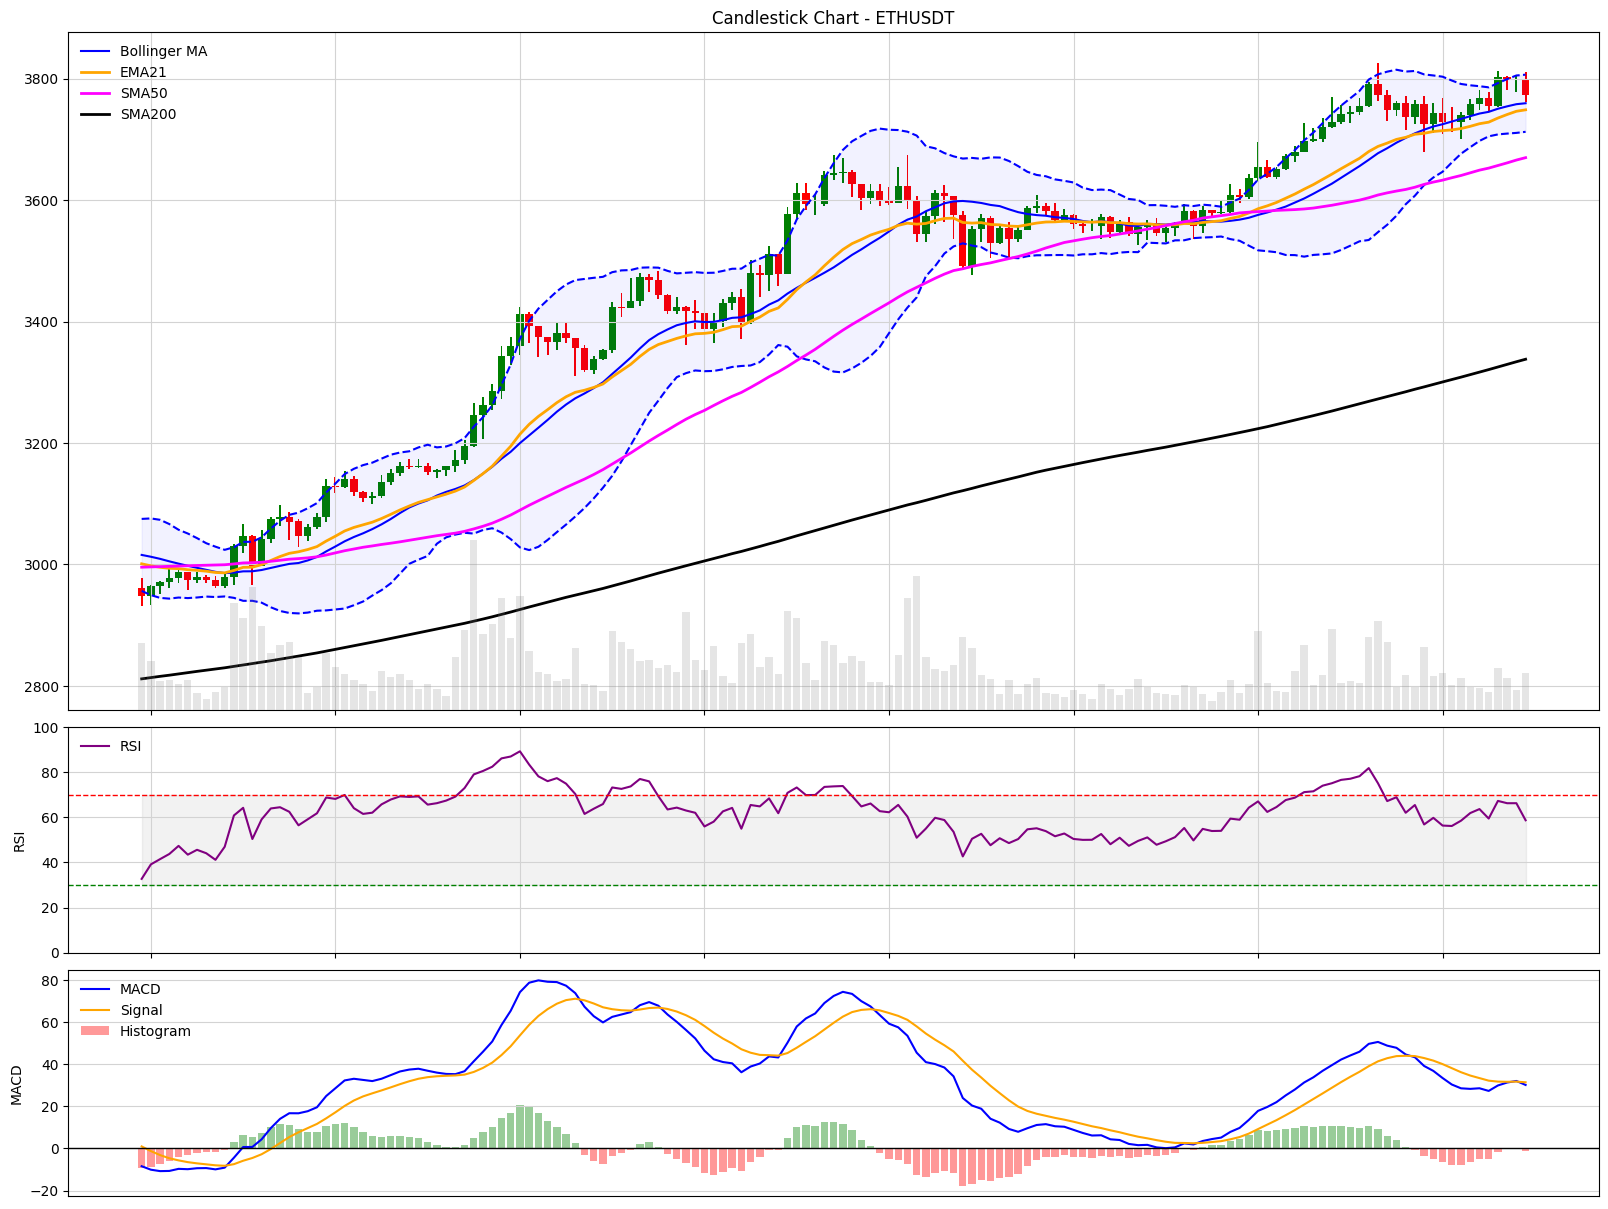 Candlestick Chart - ETHUSDT
Bollinger MA
EMA21
SMA50
SMA200
3800
3600
3400
3200
3000
2800
RSI
100
80
60
40
20
0
RSI
MACD
Signal
Histogram
80
60
40
20
0
−20
MACD